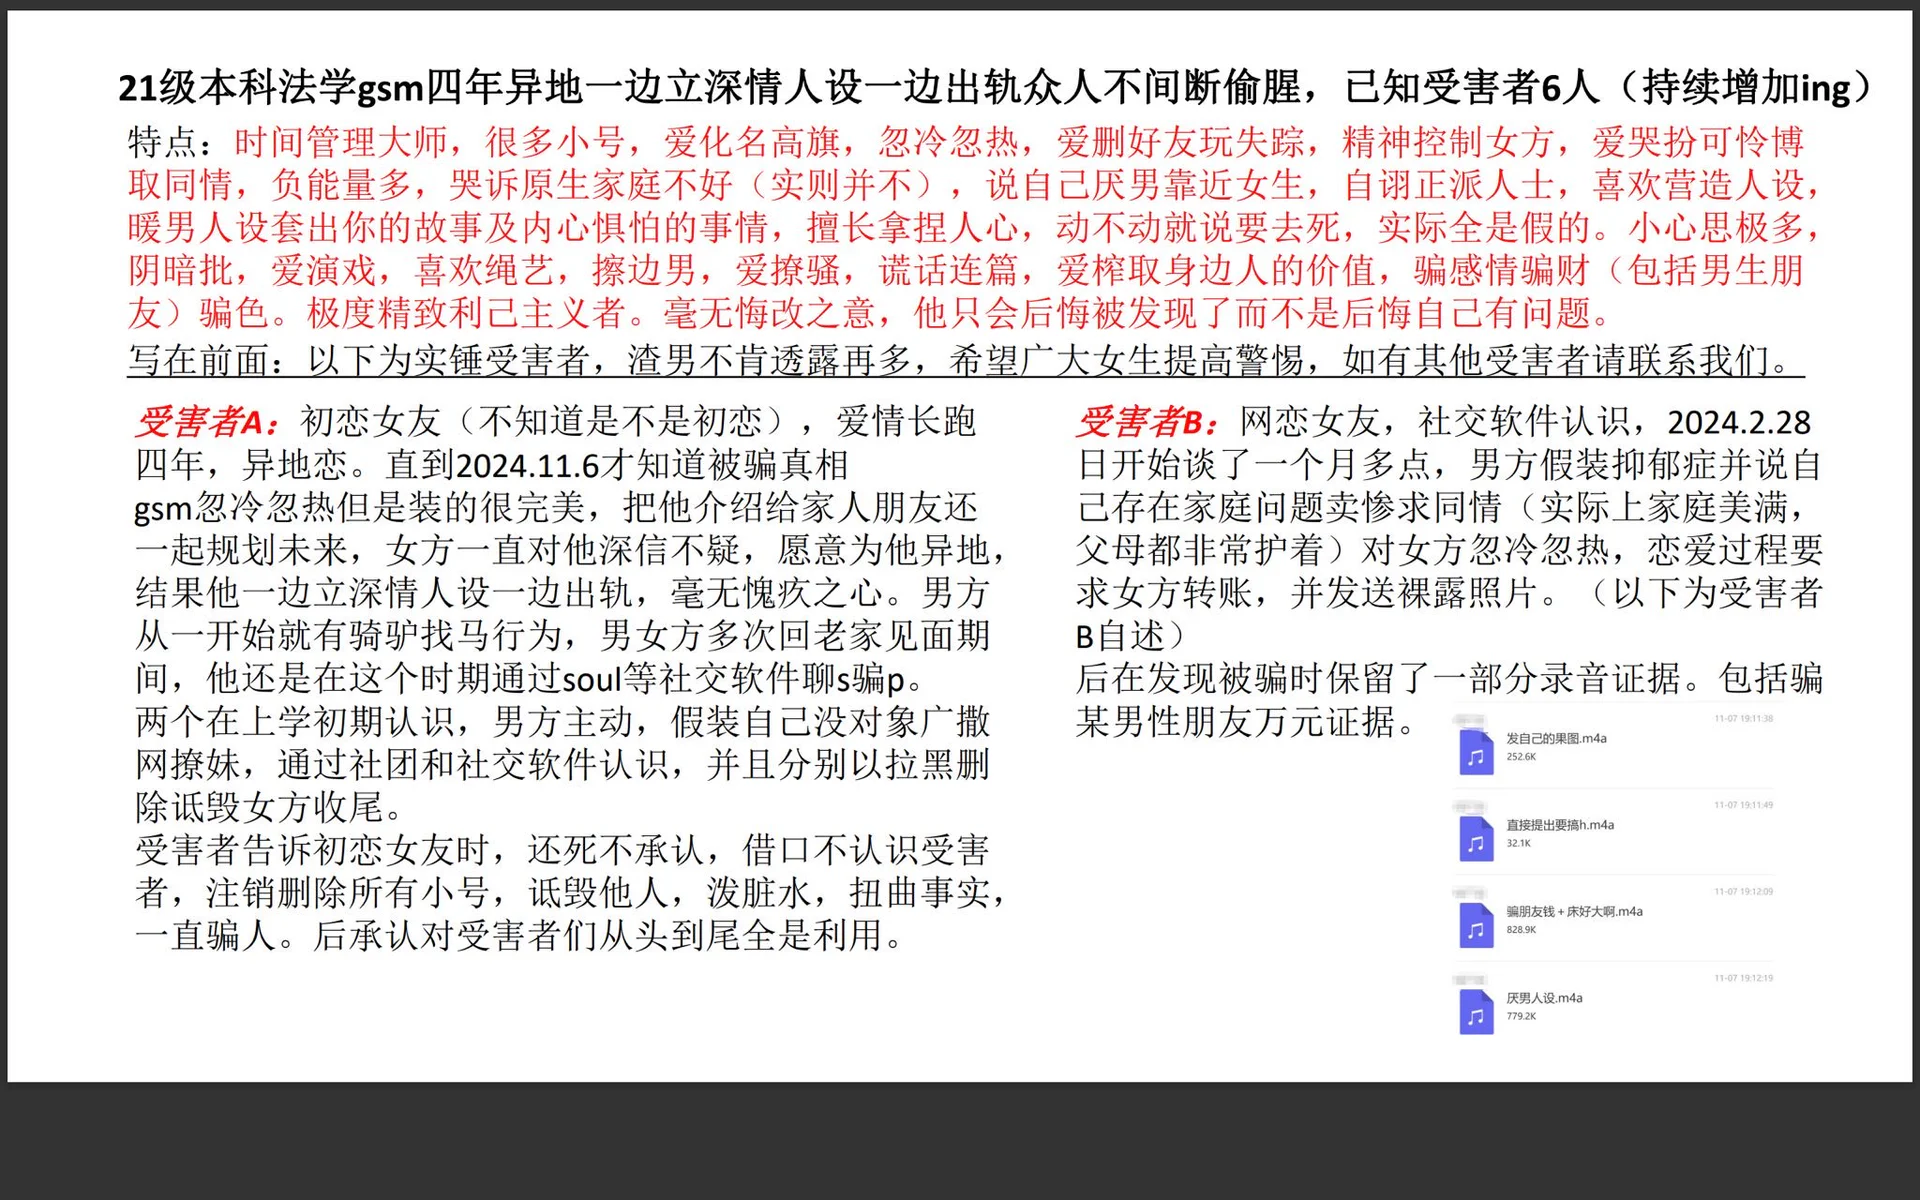 21级本科法学gsm四年异地一边立深情人设一边出轨众人不间断偷腥，已知受害者6人（持续增加ing）
特点：时间管理大师，很多小号，爱化名高旗，忽冷忽热，爱删好友玩失踪，精神控制女方，爱哭扮可怜博
取同情，负能量多，哭诉原生家庭不好（实则并不），说自己厌男靠近女生，自诩正派人士，喜欢营造人设，
暖男人设套出你的故事及内心惧怕的事情，擅长拿捏人心，动不动就说要去死，实际全是假的。小心思极多，
阴暗批，爱演戏，喜欢绳艺，擦边男，爱撩骚，谎话连篇，爱榨取身边人的价值，骗感情骗财（包括男生朋
友）骗色。极度精致利己主义者。毫无悔改之意，他只会后悔被发现了而不是后悔自己有问题。
写在前面：以下为实锤受害者，渣男不肯透露再多，希望广大女生提高警惕，如有其他受害者请联系我们。
受害者A：初恋女友（不知道是不是初恋），爱情长跑
四年，异地恋。直到2024.11.6才知道被骗真相
gsm忽冷忽热但是装的很完美，把他介绍给家人朋友还
一起规划未来，女方一直对他深信不疑，愿意为他异地，
结果他一边立深情人设一边出轨，毫无愧疚之心。男方
从一开始就有骑驴找马行为，男女方多次回老家见面期
间，他还是在这个时期通过soul等社交软件聊s骗p。
两个在上学初期认识，男方主动，假装自己没对象广撒
网撩妹，通过社团和社交软件认识，并且分别以拉黑删
除诋毁女方收尾。
受害者告诉初恋女友时，还死不承认，借口不认识受害
者，注销删除所有小号，诋毁他人，泼脏水，扭曲事实，
一直骗人。后承认对受害者们从头到尾全是利用。
受害者B：网恋女友，社交软件认识，2024.2.28
日开始谈了一个月多点，男方假装抑郁症并说自
己存在家庭问题卖惨求同情（实际上家庭美满，
父母都非常护着）对女方忽冷忽热，恋爱过程要
求女方转账，并发送裸露照片。（以下为受害者
B自述）
后在发现被骗时保留了一部分录音证据。包括骗
某男性朋友万元证据。
11-07 19:11:38
发自己的果图.m4a
252.6K
11-07 19:11:49
直接提出要搞h.m4a
32.1K
11-07 19:12:09
骗朋友钱＋床好大啊.m4a
828.9K
11-07 19:12:19
厌男人设.m4a
779.2K